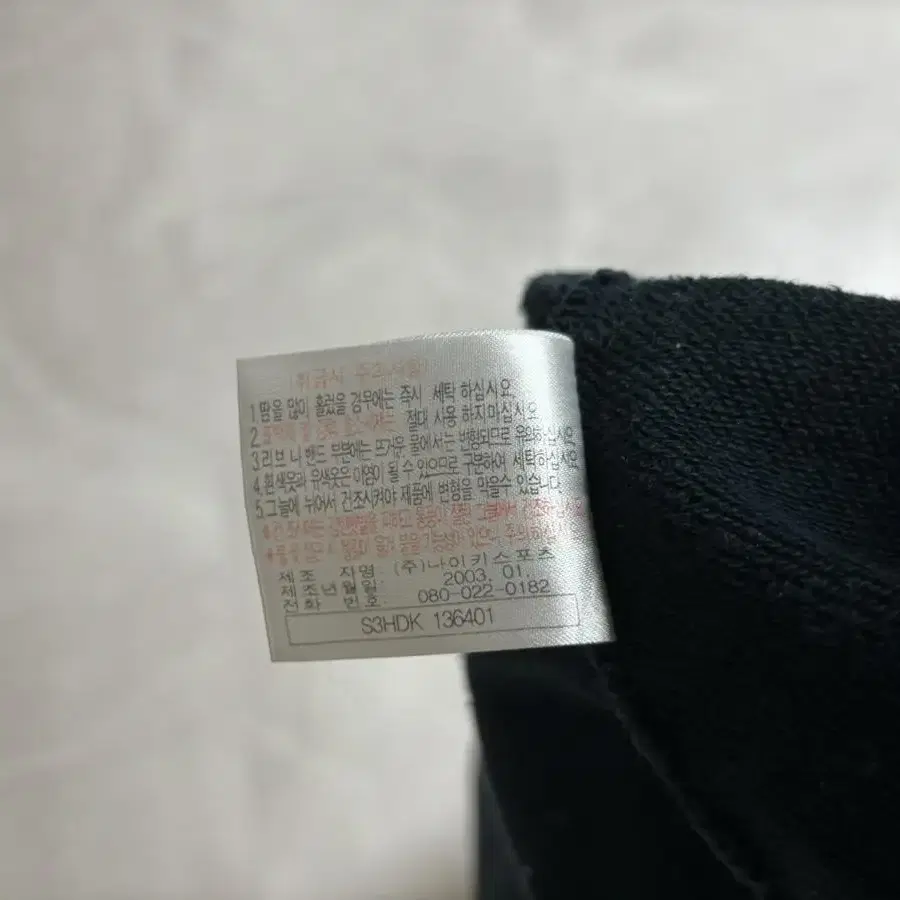 (취급시 주의사항)
1.땀을 많이 흘렸을 경우에는 즉시 세탁 하십시요
2. 절대 사용 하지마십시요
3.리브 니 밴드 부분에는 뜨거운 물에서는 변형되므로 유의하십시요
4.흰색옷과 유색옷은 이염이 될 수 있으므로 구분하여 세탁하십시요
5.그늘에 뉘어서 건조시켜야 제품에 변형을 막을수 있습니다.
제조 자명: (주)나이키스포츠
제조년월일: 2003. 01.
전화 번호: 080-022-0182
S3HDK 136401